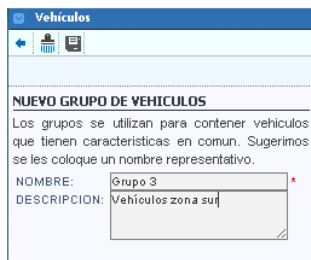 Vehículos
NUEVO GRUPO DE VEHICULOS
Los grupos se utilizan para contener vehiculos
que tienen caracteristicas en comun. Sugerimos
se les coloque un nombre representativo.
NOMBRE: Grupo 3 *
DESCRIPCION: Vehículos zona sur